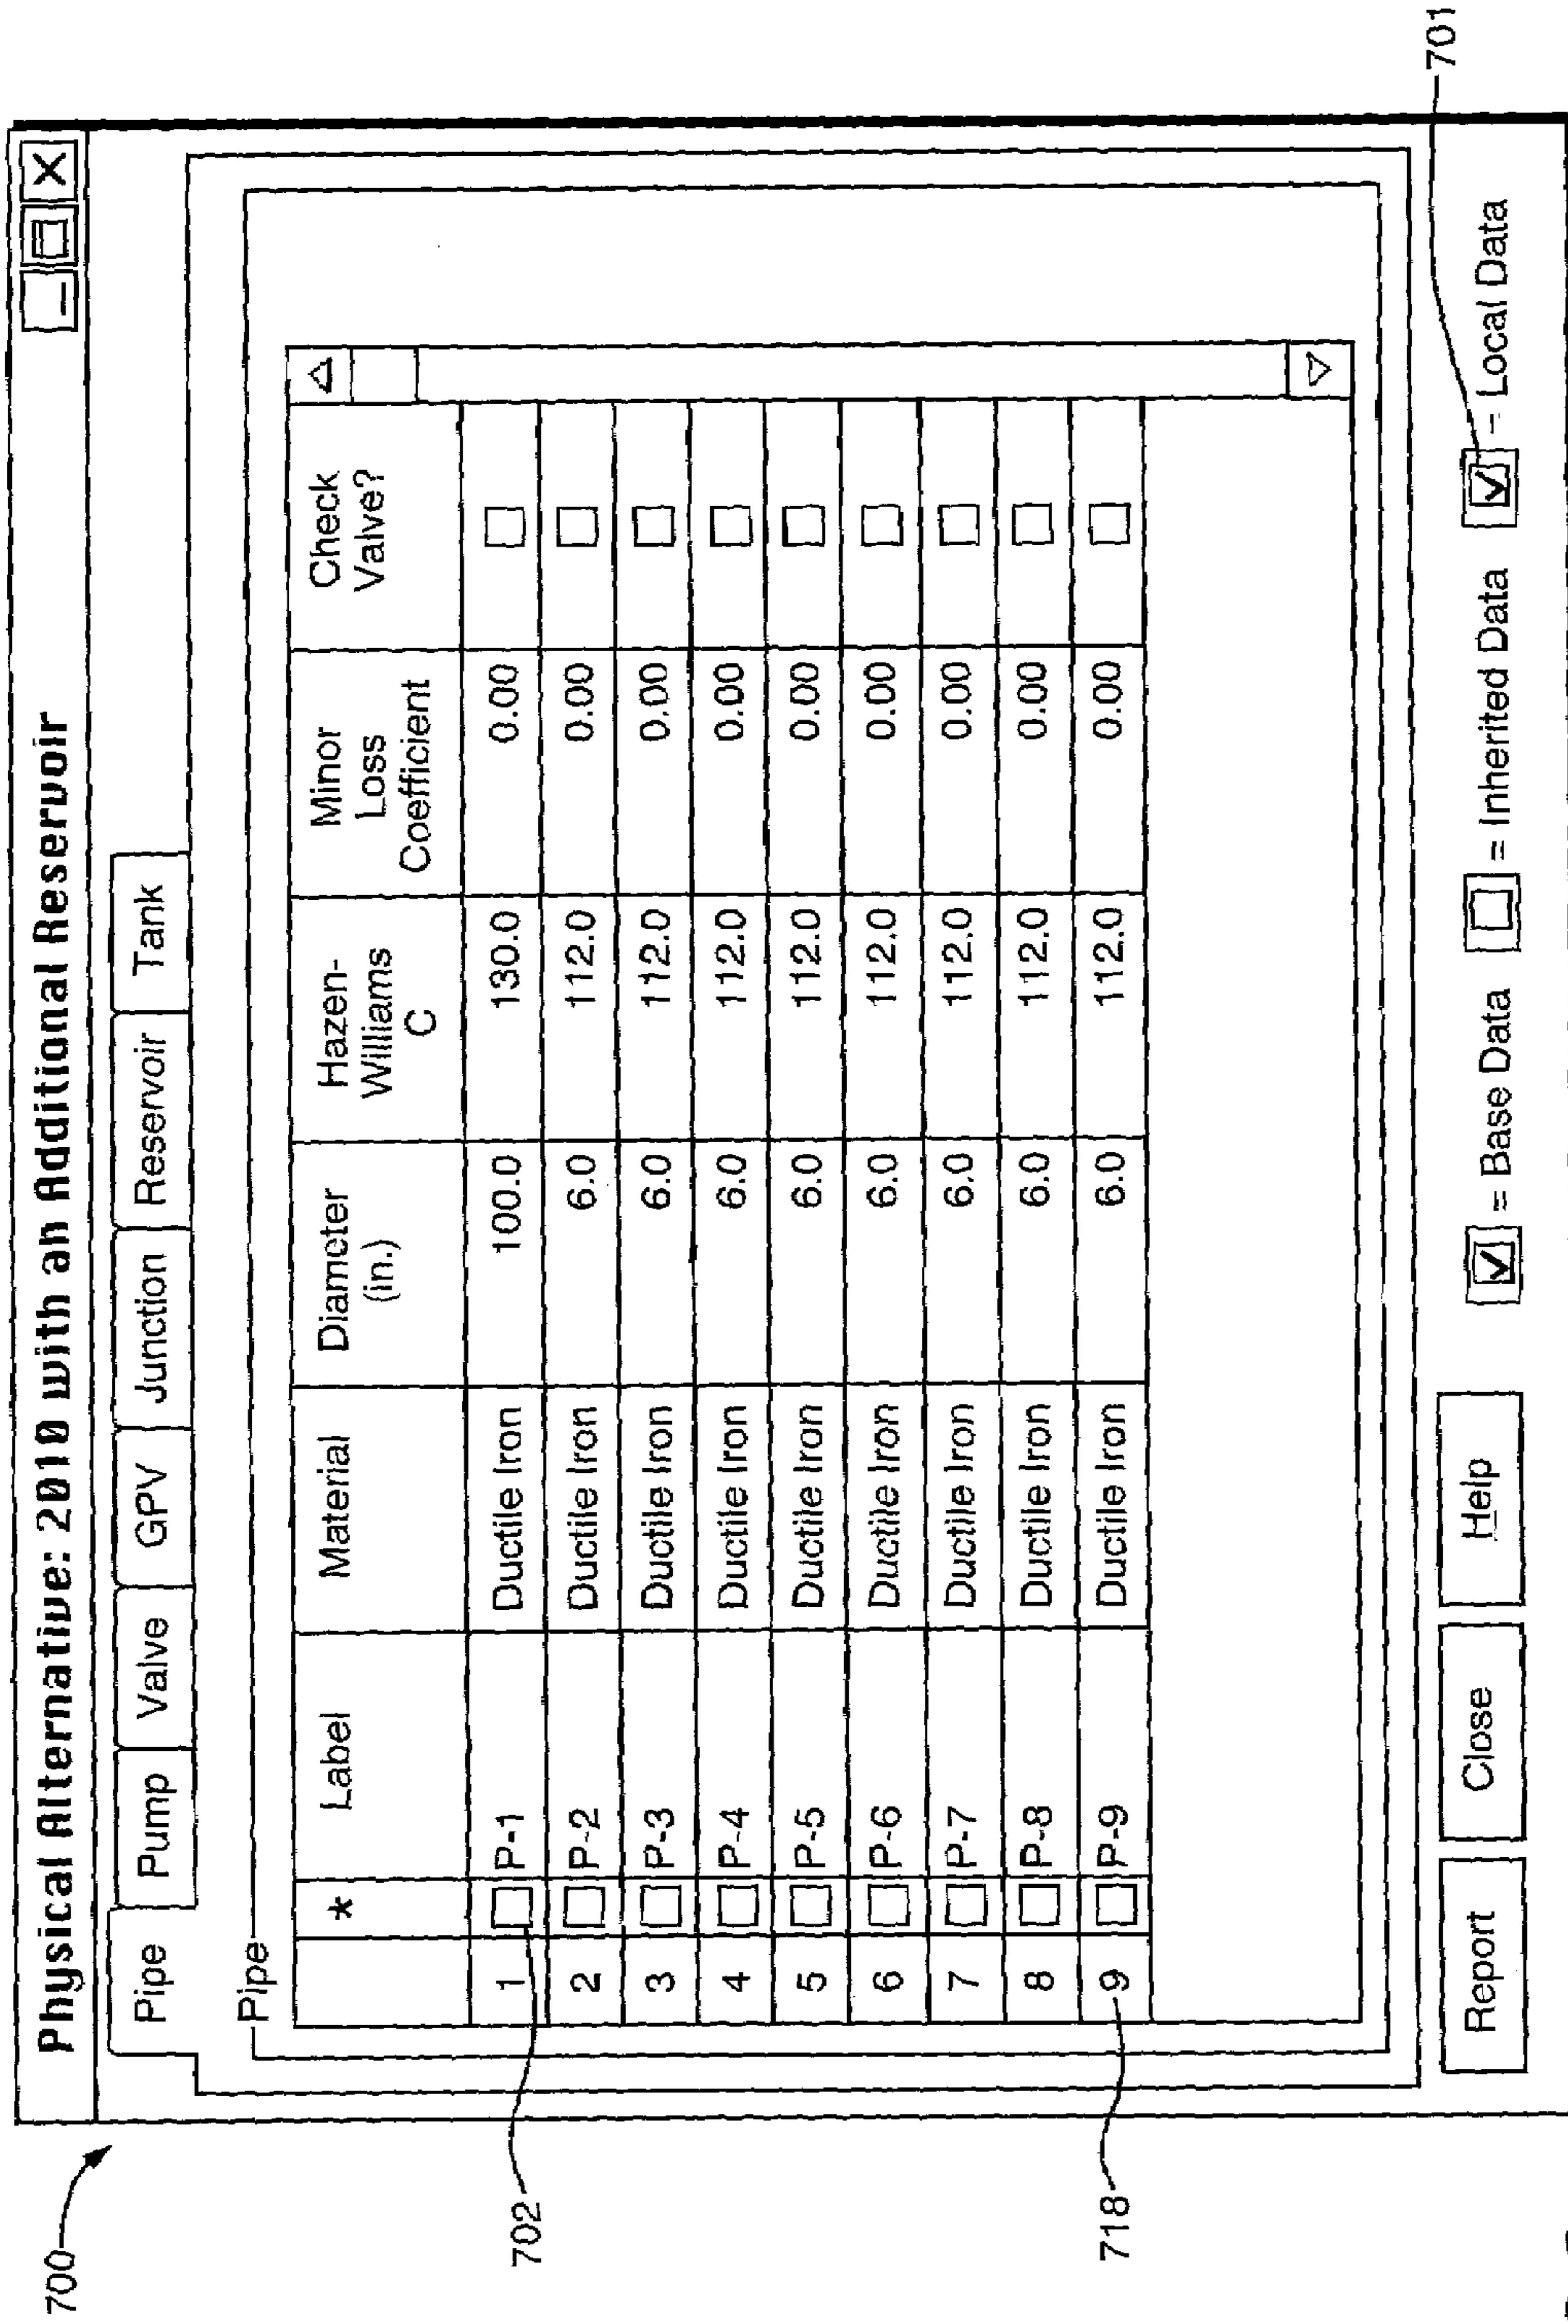 700
Physical Alternative: 2010 with an Additional Reservoir
Pipe Pump Valve GPV Junction Reservoir Tank
Pipe
* Label Material Diameter (in.) Hazen-Williams C Minor Loss Coefficient Check Valve?
1 P-1 Ductile Iron 100.0 130.0 0.00
2 P-2 Ductile Iron 6.0 112.0 0.00
3 P-3 Ductile Iron 6.0 112.0 0.00
4 P-4 Ductile Iron 6.0 112.0 0.00
5 P-5 Ductile Iron 6.0 112.0 0.00
6 P-6 Ductile Iron 6.0 112.0 0.00
7 P-7 Ductile Iron 6.0 112.0 0.00
8 P-8 Ductile Iron 6.0 112.0 0.00
9 P-9 Ductile Iron 6.0 112.0 0.00
702
718
701
Report Close Help = Base Data = Inherited Data = Local Data